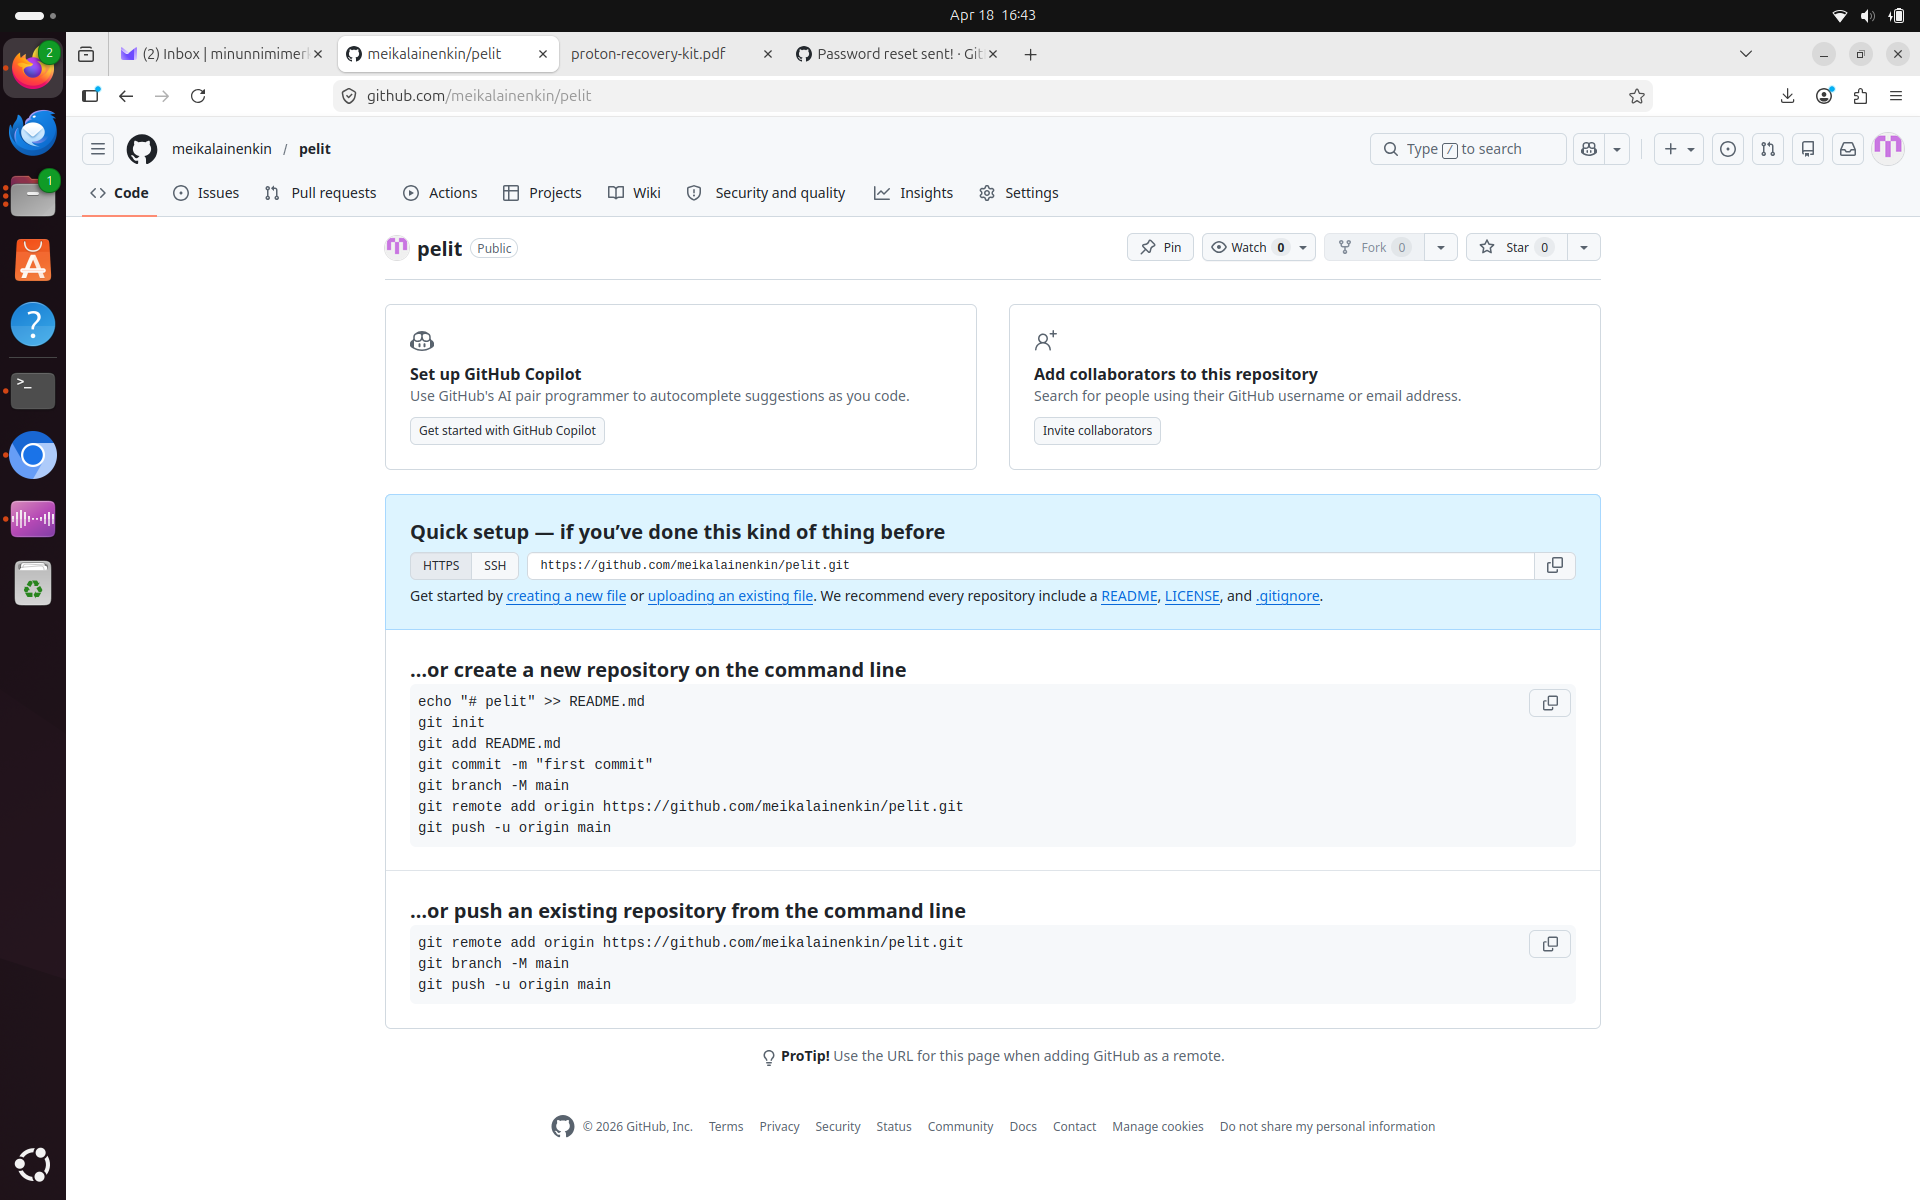 Apr 18 16:43
2
(2) Inbox | minunnimimer
meikalainenkin/pelit
proton-recovery-kit.pdf
Password reset sent! · Git
github.com/meikalainenkin/pelit
1
meikalainenkin / pelit
Type / to search
Code
Issues
Pull requests
Actions
Projects
Wiki
Security and quality
Insights
Settings
pelit
Public
Pin
Watch 0
Fork 0
Star 0
Set up GitHub Copilot
Use GitHub's AI pair programmer to autocomplete suggestions as you code.
Get started with GitHub Copilot
Add collaborators to this repository
Search for people using their GitHub username or email address.
Invite collaborators
Quick setup — if you’ve done this kind of thing before
HTTPS
SSH
https://github.com/meikalainenkin/pelit.git
Get started by creating a new file or uploading an existing file. We recommend every repository include a README, LICENSE, and .gitignore.
…or create a new repository on the command line
echo "# pelit" >> README.md
git init
git add README.md
git commit -m "first commit"
git branch -M main
git remote add origin https://github.com/meikalainenkin/pelit.git
git push -u origin main
…or push an existing repository from the command line
git remote add origin https://github.com/meikalainenkin/pelit.git
git branch -M main
git push -u origin main
ProTip! Use the URL for this page when adding GitHub as a remote.
© 2026 GitHub, Inc.
Terms
Privacy
Security
Status
Community
Docs
Contact
Manage cookies
Do not share my personal information